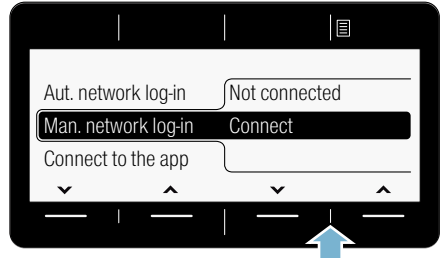 Aut. network log-in Not connected
Man. network log-in Connect
Connect to the app